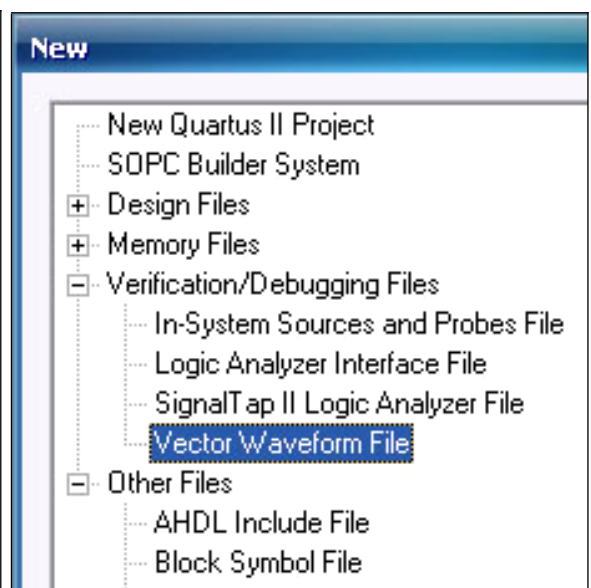 New
New Quartus II Project
SOPC Builder System
Design Files
Memory Files
Verification/Debugging Files
In-System Sources and Probes File
Logic Analyzer Interface File
SignalTap II Logic Analyzer File
Vector Waveform File
Other Files
AHDL Include File
Block Symbol File